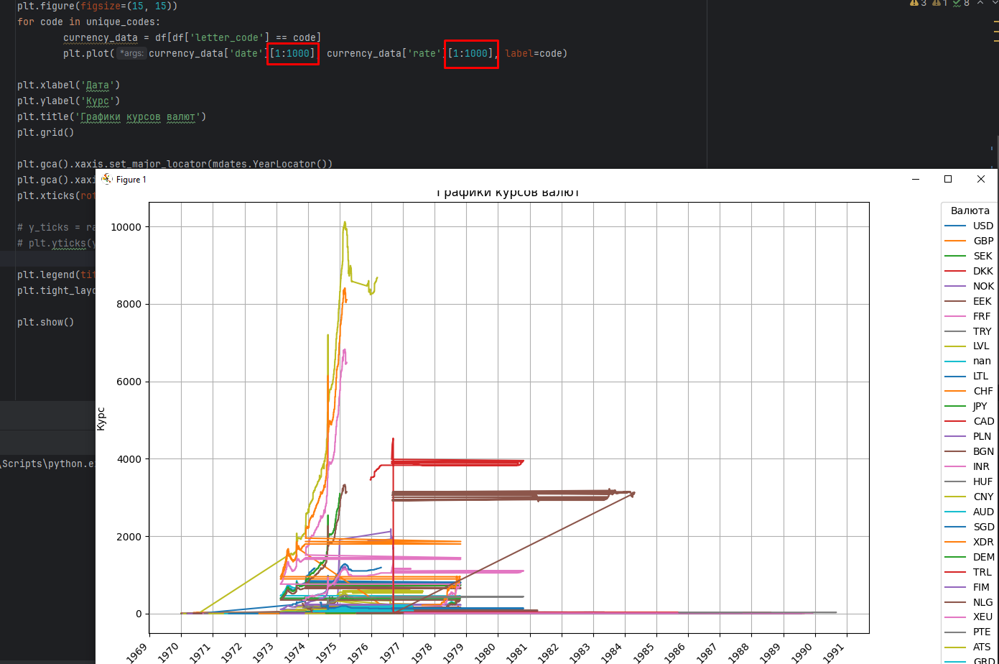 plt.figure(figsize=(15, 15))
3 1 8
for code in unique_codes:
currency_data = df[df['letter_code'] == code]
plt.plot( *args: currency_data['date'][1:1000] currency_data['rate'][1:1000], label=code)
plt.xlabel('Дата')
plt.ylabel('Курс')
plt.title('Графики курсов валют')
plt.grid()
plt.gca().xaxis.set_major_locator(mdates.YearLocator())
plt.gca().xaxi
plt.xticks(rot
# y_ticks = ra
# plt.yticks(y
plt.legend(tit
plt.tight_layo
plt.show()
\Scripts\python.e
Figure 1
Графики курсов валют
Курс
10000
8000
6000
4000
2000
0
1969
1970
1971
1972
1973
1974
1975
1976
1977
1978
1979
1980
1981
1982
1983
1984
1985
1986
1987
1988
1989
1990
1991
Валюта
USD
GBP
SEK
DKK
NOK
EEK
FRF
TRY
LVL
nan
LTL
CHF
JPY
CAD
PLN
BGN
INR
HUF
CNY
AUD
SGD
XDR
DEM
TRL
FIM
NLG
XEU
PTE
ATS
GRD